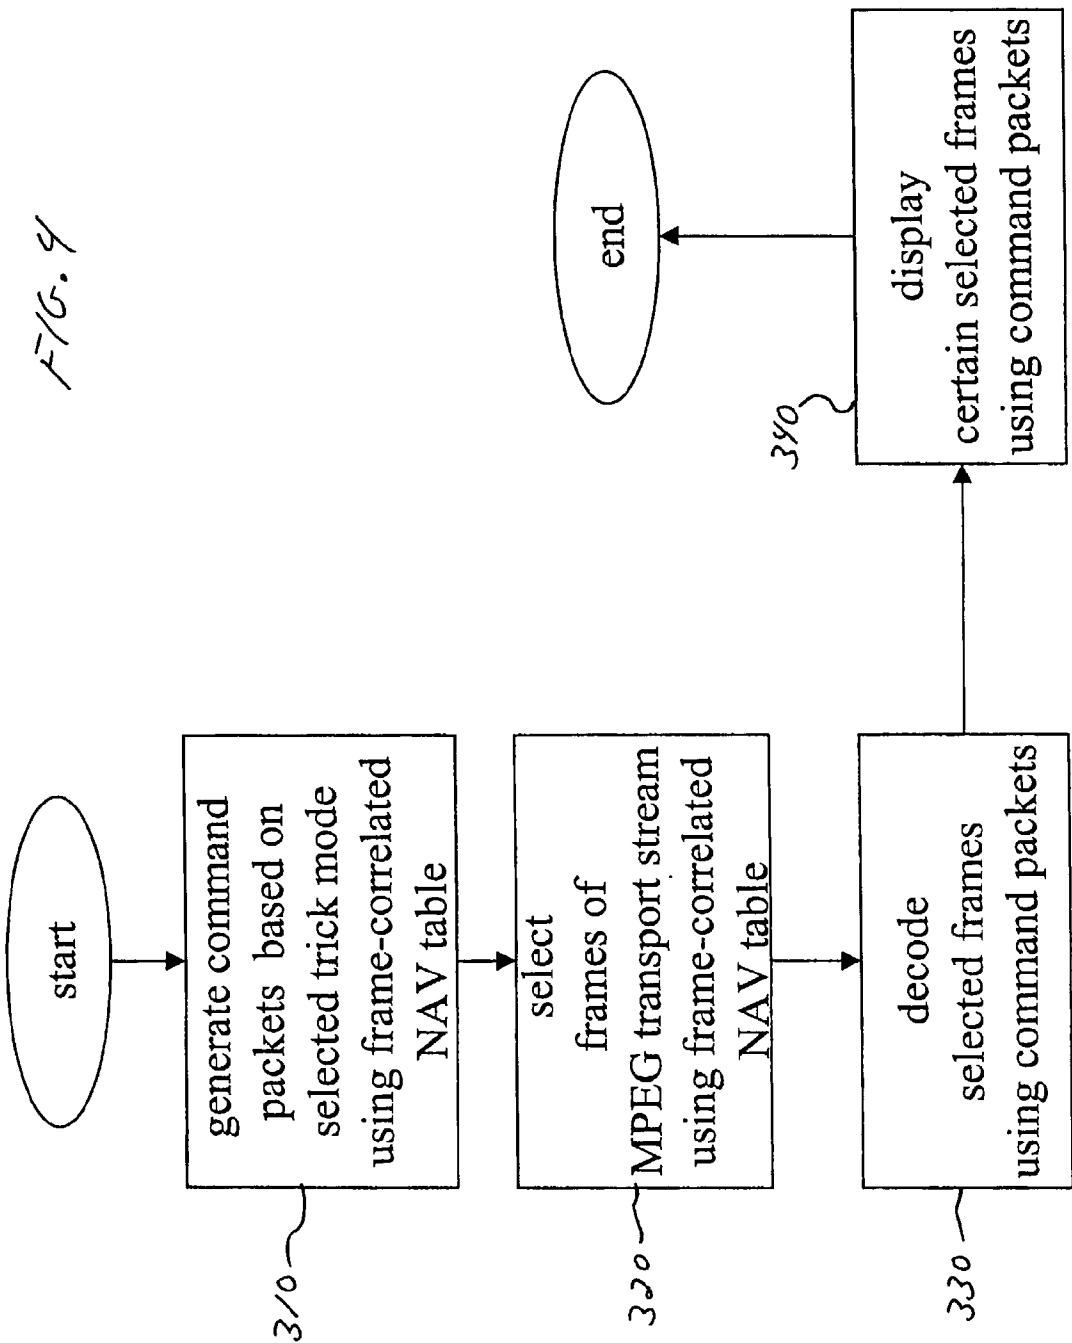 FIG. 4
start
310
generate command
packets based on
selected trick mode
using frame-correlated
NAV table
320
select
frames of
MPEG transport stream
using frame-correlated
NAV table
330
decode
selected frames
using command packets
340
display
certain selected frames
using command packets
end